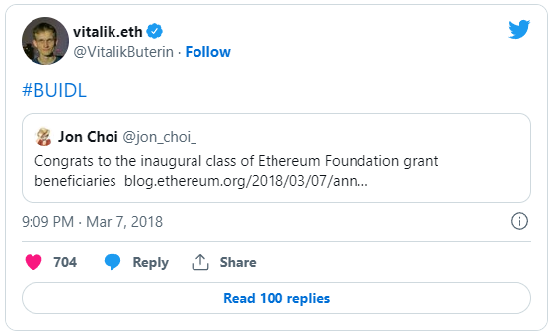 vitalik.eth
@VitalikButerin · Follow
#BUIDL
Jon Choi @jon_choi_
Congrats to the inaugural class of Ethereum Foundation grant
beneficiaries blog.ethereum.org/2018/03/07/ann...
9:09 PM · Mar 7, 2018
704 Reply Share
Read 100 replies